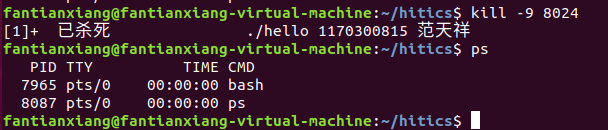 fantianxiang@fantianxiang-virtual-machine:~/hitics$ kill -9 8024
[1]+  已杀死               ./hello 1170300815 范天祥
fantianxiang@fantianxiang-virtual-machine:~/hitics$ ps
   PID TTY          TIME CMD
  7965 pts/0    00:00:00 bash
  8087 pts/0    00:00:00 ps
fantianxiang@fantianxiang-virtual-machine:~/hitics$